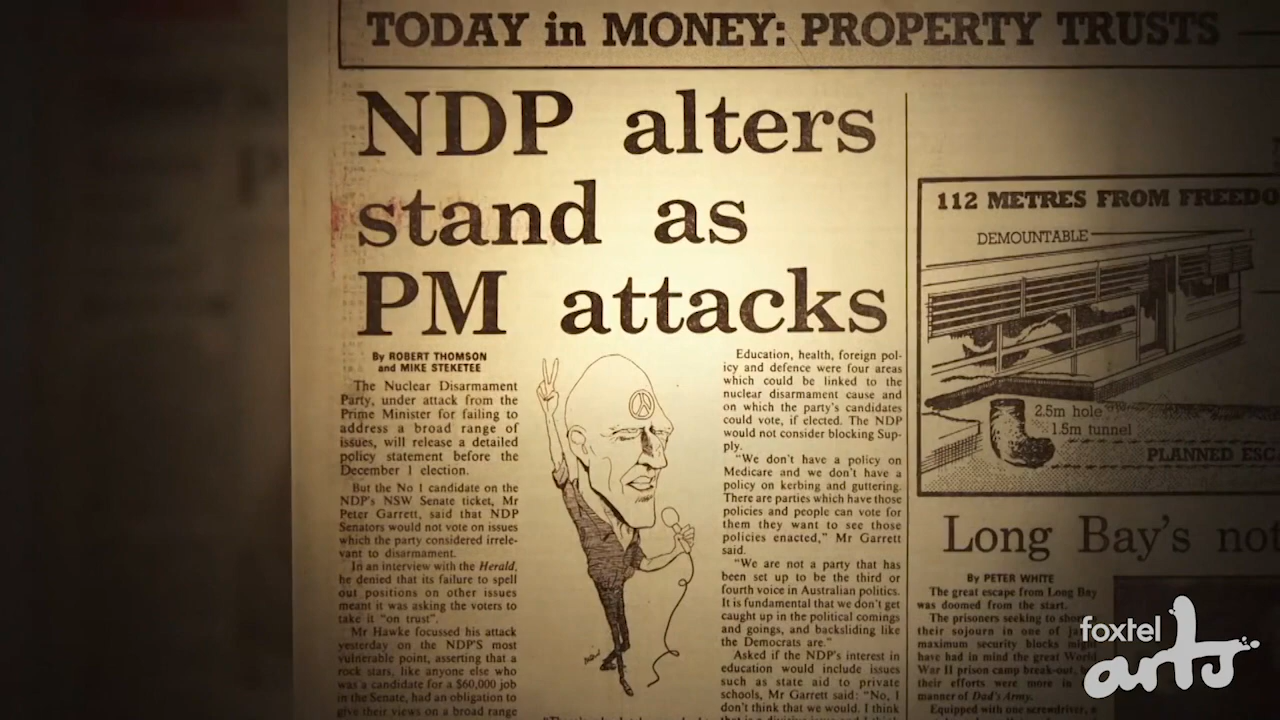 TODAY in MONEY: PROPERTY TRUSTS
NDP alters
stand as
PM attacks
By ROBERT THOMSON
and MIKE STEKETEE
The Nuclear Disarmament
Party, under attack from the
Prime Minister for failing to
address a broad range of
issues, will release a detailed
policy statement before the
December 1 election.
But the No 1 candidate on the
NDP's NSW Senate ticket, Mr
Peter Garrett, said that NDP
Senators would not vote on issues
which the party considered irrele-
vant to disarmament.
In an interview with the Herald,
he denied that its failure to spell
out positions on other issues
meant it was asking the voters to
take it "on trust".
Mr Hawke focussed his attack
yesterday on the NDP'S most
vulnerable point, asserting that a
rock stars, like anyone else who
was a candidate for a $60,000 job
in the Senate, had an obligation to
give their views on a broad range
Education, health, foreign pol-
icy and defence were four areas
which could be linked to the
nuclear disarmament cause and
on which the party's candidates
could vote, if elected. The NDP
would not consider blocking Sup-
ply.
"We don't have a policy on
Medicare and we don't have a
policy on kerbing and guttering.
There are parties which have those
policies and people can vote for
them they want to see those
policies enacted," Mr Garrett
said.
"We are not a party that has
been set up to be the third or
fourth voice in Australian politics.
It is fundamental that we don't get
caught up in the political comings
and goings, and backsliding like
the Democrats are."
Asked if the NDP's interest in
education would include issues
such as state aid to private
schools, Mr Garrett said: "No, I
don't think that we would. I think
112 METRES FROM FREEDO
DEMOUNTABLE
2.5m hole
1.5m tunnel
PLANNED ESC
Long Bay's not
By PETER WHITE
The great escape from Long Bay
was doomed from the start.
The prisoners seeking to
their sojourn in one of
maximum security blocks
have had in mind the great World
War II prison camp break-out,
their efforts were more in
manner of Dad's Army.
Equipped with one screwdriver, a
foxtel
arts